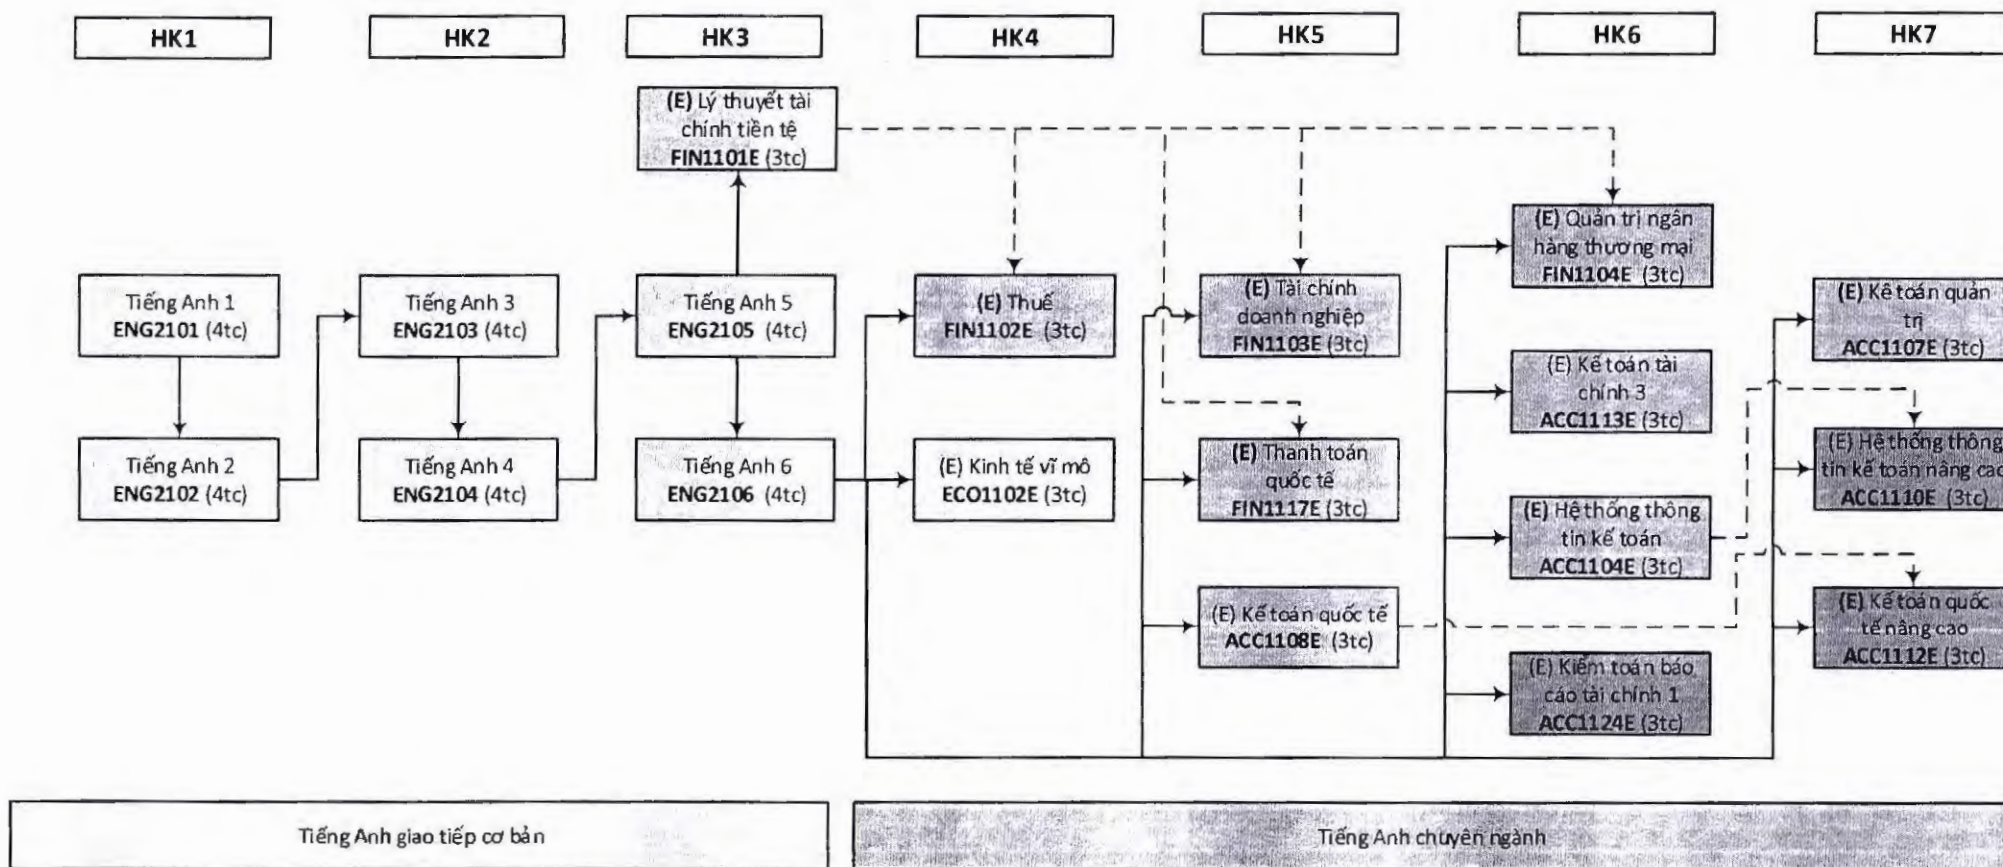 HK1
HK2
HK3
HK4
HK5
HK6
HK7
(E) Lý thuyết tài
chính tiền tệ
FIN1101E (3tc)
(E) Quản trị ngân
hàng thương mại
FIN1104E (3tc)
Tiếng Anh 1
ENG2101 (4tc)
Tiếng Anh 3
ENG2103 (4tc)
Tiếng Anh 5
ENG2105 (4tc)
(E) Thuế
FIN1102E (3tc)
(E) Tài chính
doanh nghiệp
FIN1103E (3tc)
(E) Kế toán quản
trị
ACC1107E (3tc)
(E) Kế toán tài
chính 3
ACC1113E (3tc)
Tiếng Anh 2
ENG2102 (4tc)
Tiếng Anh 4
ENG2104 (4tc)
Tiếng Anh 6
ENG2106 (4tc)
(E) Kinh tế vĩ mô
ECO1102E (3tc)
(E) Thanh toán
quốc tế
FIN1117E (3tc)
(E) Hệ thống thông
tin kế toán nâng cao
ACC1110E (3tc)
(E) Hệ thống thông
tin kế toán
ACC1104E (3tc)
(E) Kế toán quốc tế
ACC1108E (3tc)
(E) Kế toán quốc
tế nâng cao
ACC1112E (3tc)
(E) Kiểm toán báo
cáo tài chính 1
ACC1124E (3tc)
Tiếng Anh giao tiếp cơ bản
Tiếng Anh chuyên ngành